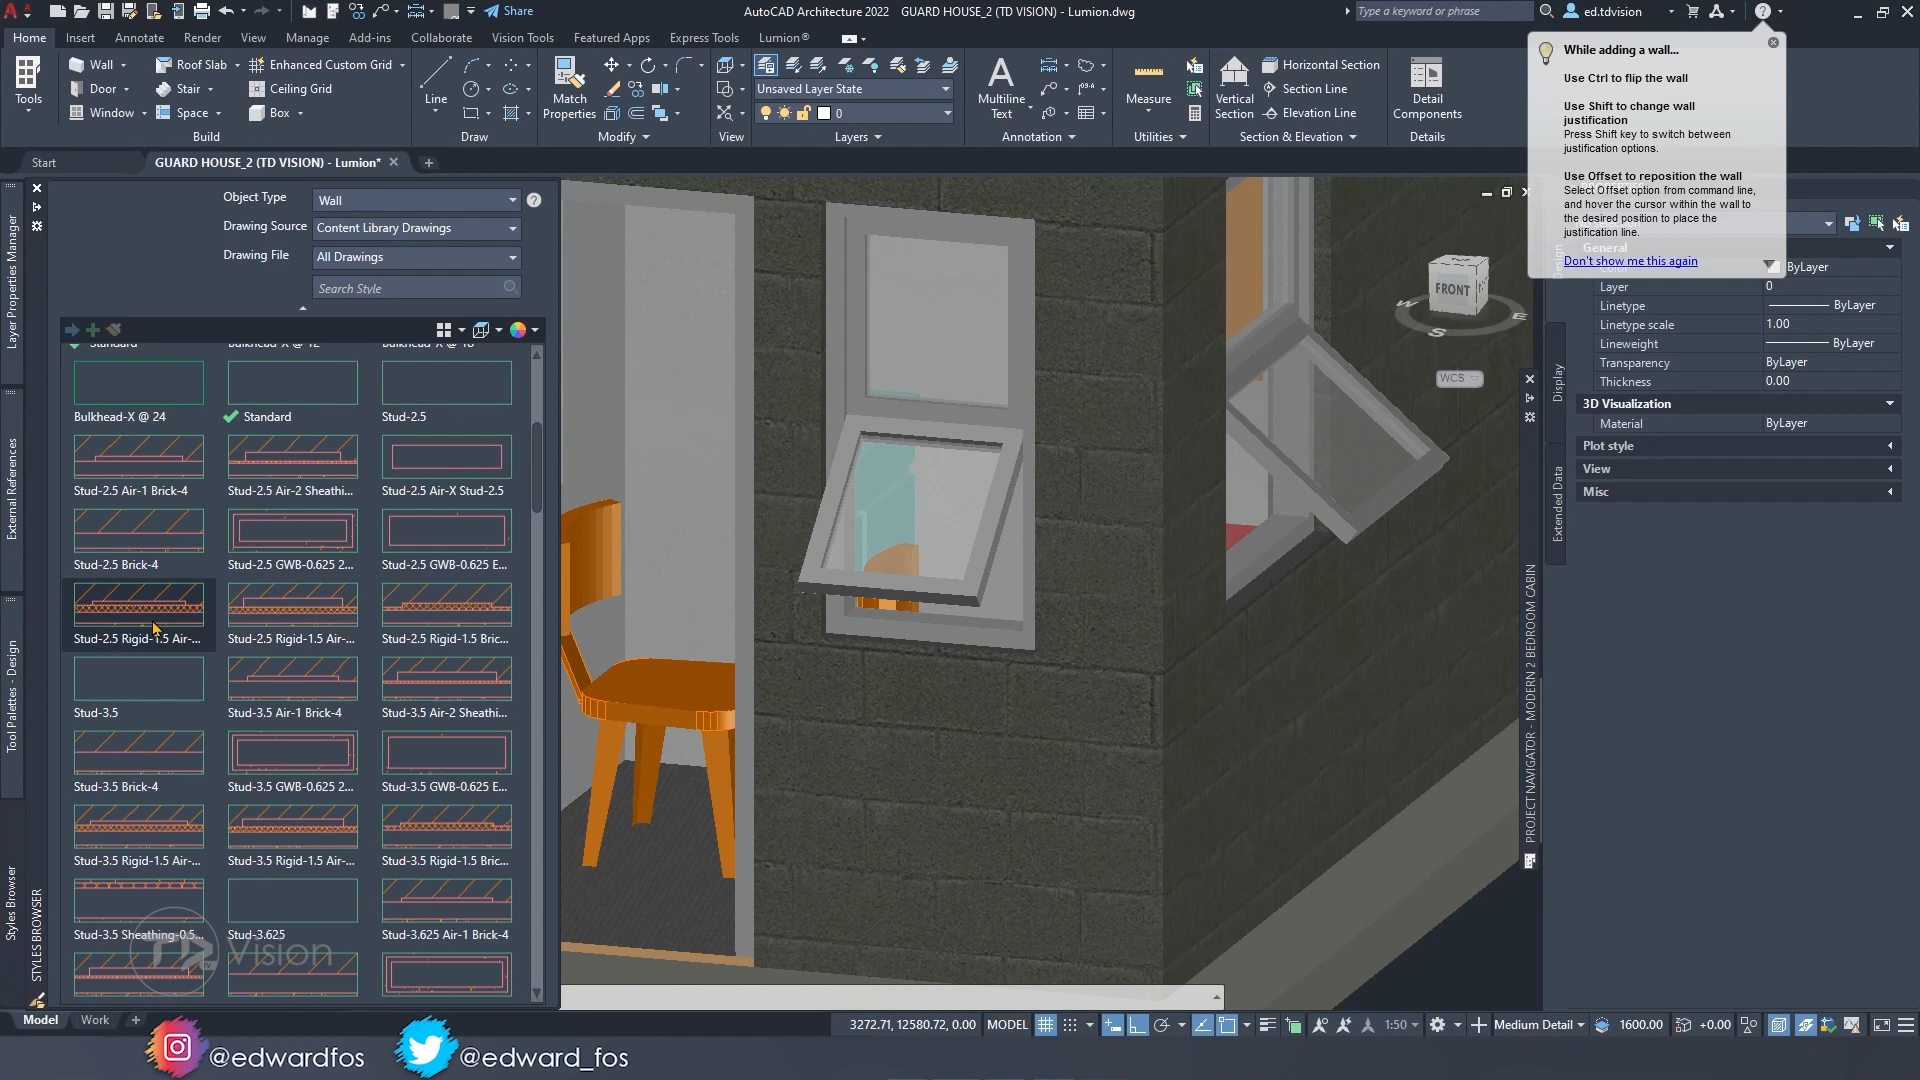 Share
AutoCAD Architecture 2022 GUARD HOUSE_2 (TD VISION) - Lumion.dwg
Type a keyword or phrase
ed.tdvision
Home Insert Annotate Render View Manage Add-ins Collaborate Vision Tools Featured Apps Express Tools Lumion®
Tools
Wall
Door
Window
Roof Slab
Stair
Space
Enhanced Custom Grid
Ceiling Grid
Box
Build
Line
Draw
Match
Properties
Modify
View
Unsaved Layer State
0
Layers
Multiline
Text
Annotation
Measure
Utilities
Vertical
Section
Horizontal Section
Section Line
Elevation Line
Section & Elevation
Detail
Components
Details
While adding a wall...
Use Ctrl to flip the wall
Use Shift to change wall
justification
Press Shift key to switch between
justification options.
Use Offset to reposition the wall
Select Offset option from command line,
and hover the cursor within the wall to
the desired position to place the
justification line.
Don't show me this again
Start
GUARD HOUSE_2 (TD VISION) - Lumion*
Layer Properties Manager
External References
Tool Palettes - Design
Styles Browser
STYLES BROWSER
Object Type Wall
Drawing Source Content Library Drawings
Drawing File All Drawings
Search Style
Standard Bulkhead-X @ 12 Bulkhead-X @ 16
Bulkhead-X @ 24 Standard Stud-2.5
Stud-2.5 Air-1 Brick-4 Stud-2.5 Air-2 Sheathi... Stud-2.5 Air-X Stud-2.5
Stud-2.5 Brick-4 Stud-2.5 GWB-0.625 2... Stud-2.5 GWB-0.625 E...
Stud-2.5 Rigid-1.5 Air-... Stud-2.5 Rigid-1.5 Air-... Stud-2.5 Rigid-1.5 Bric...
Stud-3.5 Stud-3.5 Air-1 Brick-4 Stud-3.5 Air-2 Sheathi...
Stud-3.5 Brick-4 Stud-3.5 GWB-0.625 2... Stud-3.5 GWB-0.625 E...
Stud-3.5 Rigid-1.5 Air-... Stud-3.5 Rigid-1.5 Air-... Stud-3.5 Rigid-1.5 Bric...
Stud-3.5 Sheathing-0.5... Stud-3.625 Stud-3.625 Air-1 Brick-4
Vision
FRONT
W
S
E
WCS
PROJECT NAVIGATOR - MODERN 2 BEDROOM CABIN
Display
Extended Data
General
ByLayer
Layer 0
Linetype ByLayer
Linetype scale 1.00
Lineweight ByLayer
Transparency ByLayer
Thickness 0.00
3D Visualization
Material ByLayer
Plot style
View
Misc
Model Work
3272.71, 12580.72, 0.00 MODEL
1:50
Medium Detail
1600.00
+0.00
@edwardfos
@edward_fos